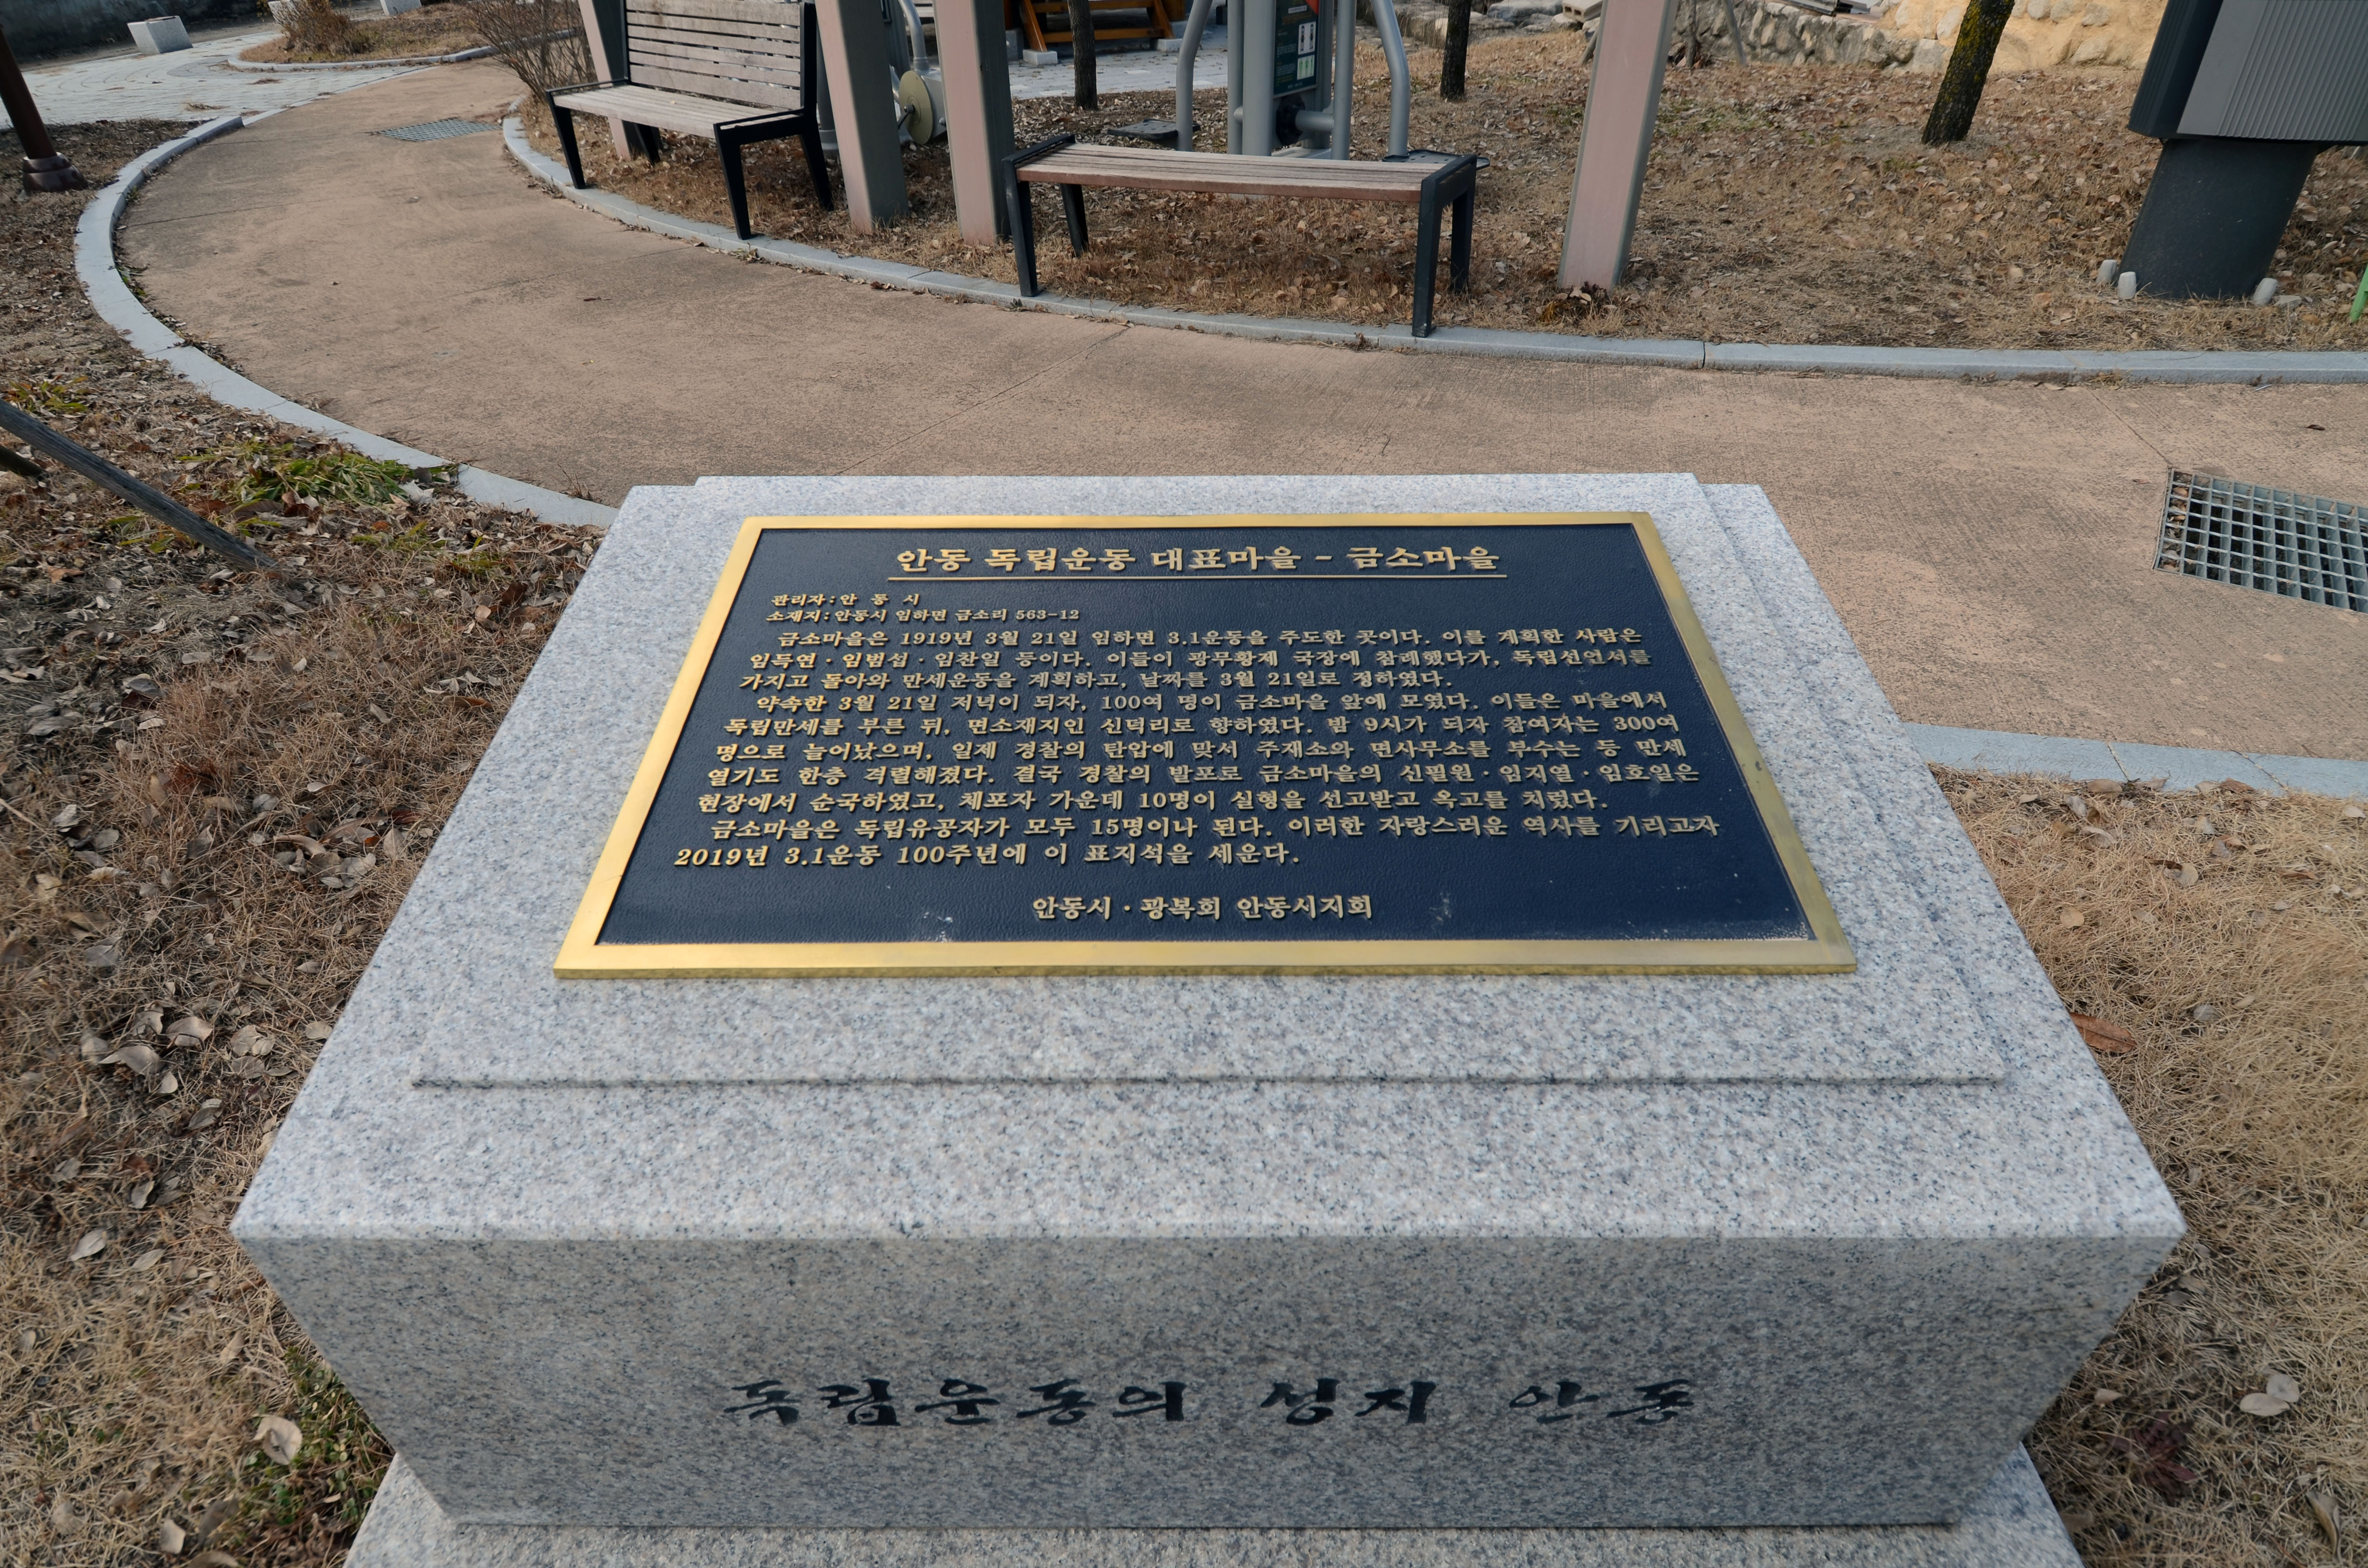 안동 독립운동 대표마을 - 금소마을
관리자:안 동 시
소재지:안동시 임하면 금소리 563-12
금소마을은 1919년 3월 21일 임하면 3.1운동을 주도한 곳이다. 이를 계획한 사람은
임득연·임범섭·임찬일 등이다. 이들이 광무황제 국장에 참례했다가, 독립선언서를
가지고 돌아와 만세운동을 계획하고, 날짜를 3월 21일로 정하였다.
약속한 3월 21일 저녁이 되자, 100여 명이 금소마을 앞에 모였다. 이들은 마을에서
독립만세를 부른 뒤, 면소재지인 신덕리로 향하였다. 밤 9시가 되자 참여자는 300여
명으로 늘어났으며, 일제 경찰의 탄압에 맞서 주재소와 면사무소를 부수는 등 만세
열기도 한층 격렬해졌다. 결국 경찰의 발포로 금소마을의 신필원·임지열·임호일은
현장에서 순국하였고, 체포자 가운데 10명이 실형을 선고받고 옥고를 치렀다.
금소마을은 독립유공자가 모두 15명이나 된다. 이러한 자랑스러운 역사를 기리고자
2019년 3.1운동 100주년에 이 표지석을 세운다.
안동시·광복회 안동시지회
독립운동의 성지 안동